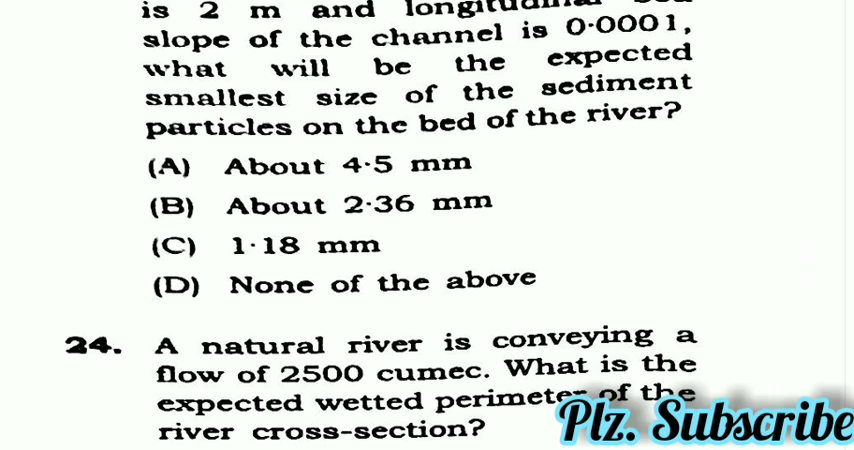 is 2 m and
slope of the channel is 0·0001,
what will be the expected
smallest size of the sediment
particles on the bed of the river?
(A) About 4·5 mm
(B) About 2·36 mm
(C) 1·18 mm
(D) None of the above
24. A natural river is conveying a
flow of 2500 cumec. What is the
expected wetted perimeter of the
river cross-section?
Plz. Subscribe